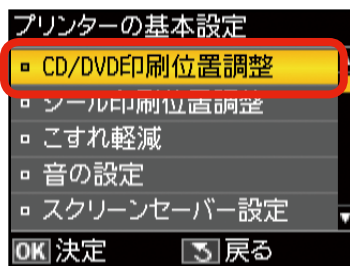 プリンターの基本設定
CD/DVD印刷位置調整
シール印刷位置調整
こすれ軽減
音の設定
スクリーンセーバー設定
OK 決定 戻る